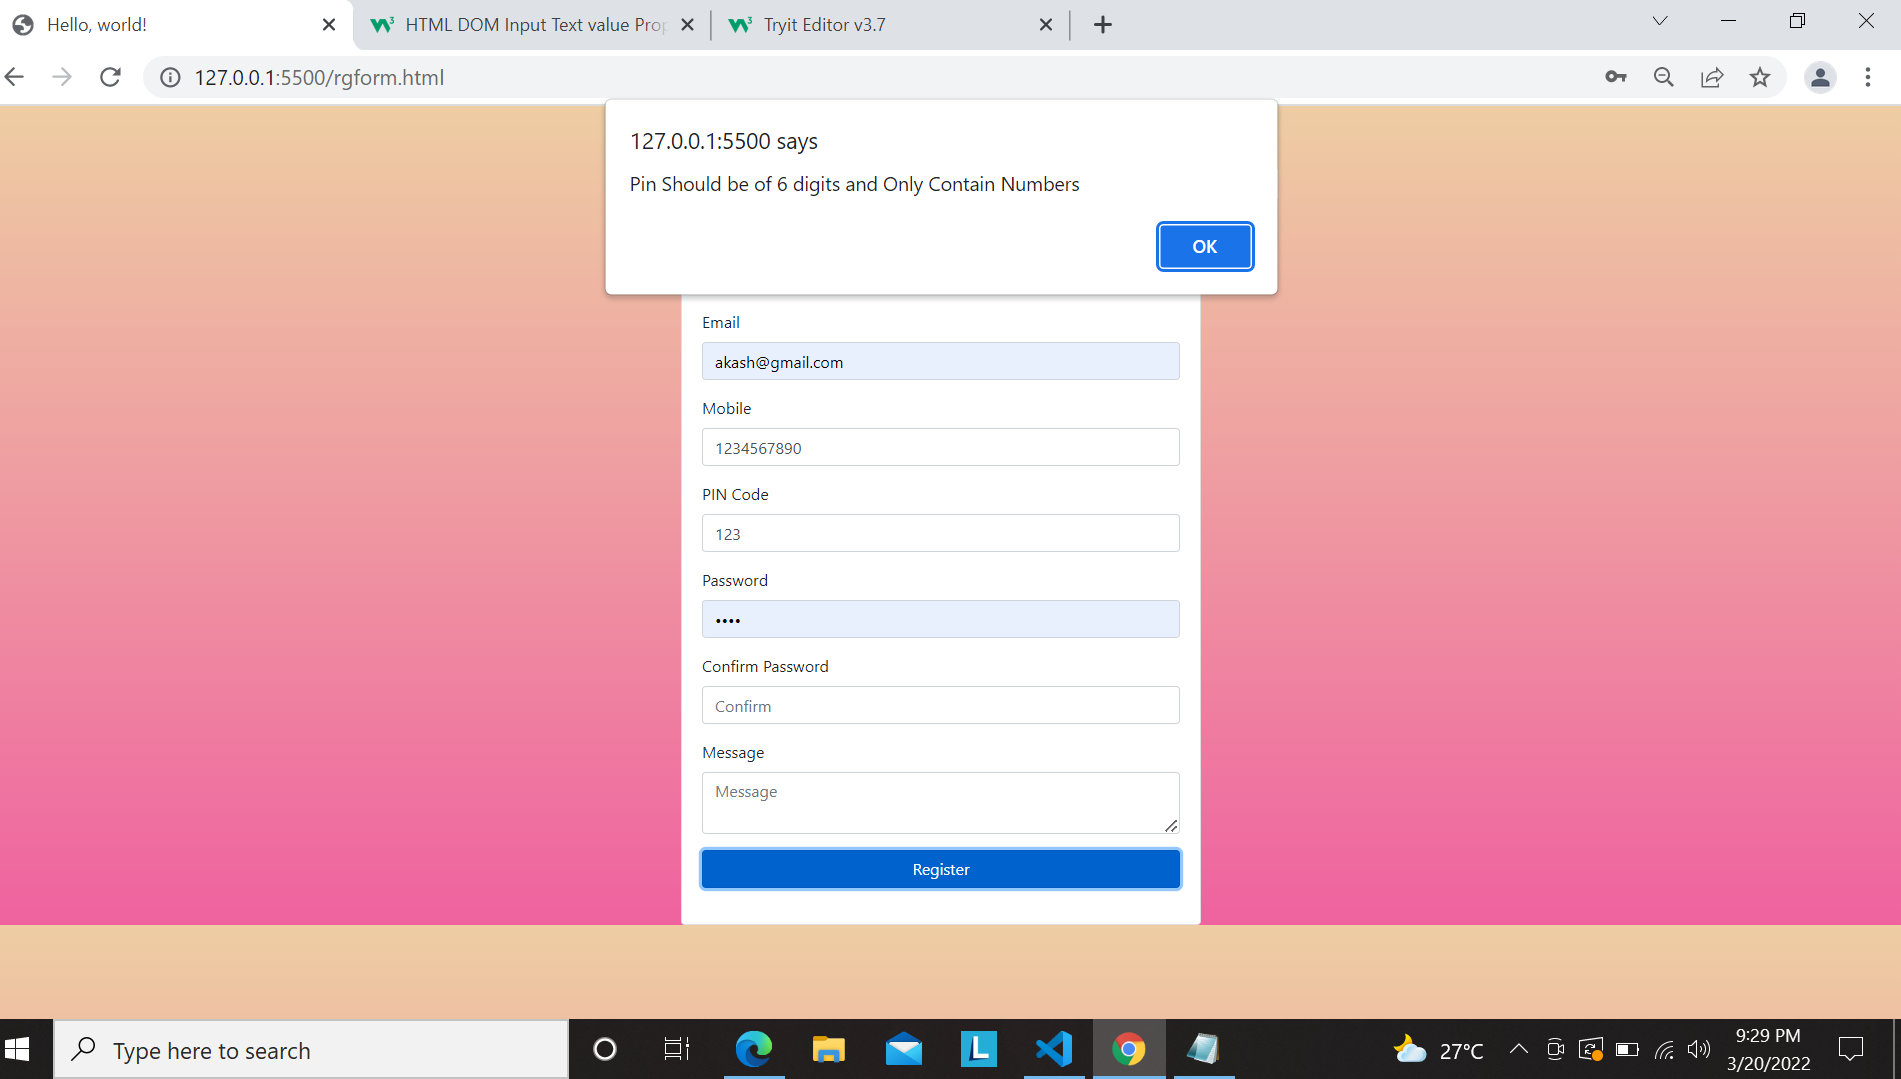 Hello, world!
HTML DOM Input Text value Prop
Tryit Editor v3.7
127.0.0.1:5500/rgform.html
127.0.0.1:5500 says
Pin Should be of 6 digits and Only Contain Numbers
OK
Email
akash@gmail.com
Mobile
1234567890
PIN Code
123
Password
••••
Confirm Password
Confirm
Message
Message
Register
Type here to search
L
27°C
9:29 PM
3/20/2022